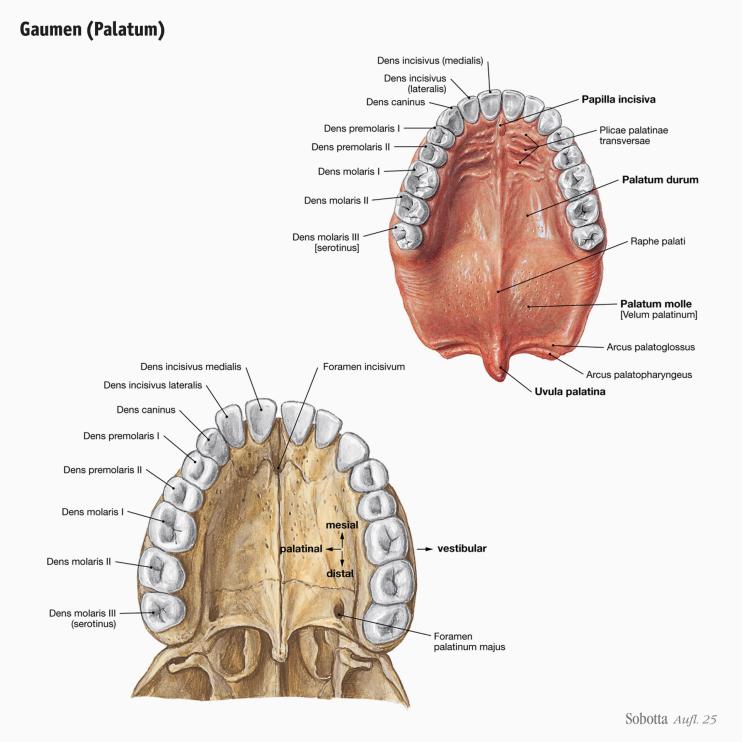 Gaumen (Palatum)
Dens incisivus (medialis)
Dens incisivus
(lateralis)
Dens caninus
Dens premolaris I
Dens premolaris II
Dens molaris I
Dens molaris II
Dens molaris III
[serotinus]
Papilla incisiva
Plicae palatinae
transversae
Palatum durum
Raphe palati
Palatum molle
[Velum palatinum]
Arcus palatoglossus
Arcus palatopharyngeus
Uvula palatina
Dens incisivus medialis
Foramen incisivum
Dens incisivus lateralis
Dens caninus
Dens premolaris I
Dens premolaris II
Dens molaris I
Dens molaris II
Dens molaris III
(serotinus)
mesial
palatinal
vestibular
distal
Foramen
palatinum majus
Sobotta Aufl. 25